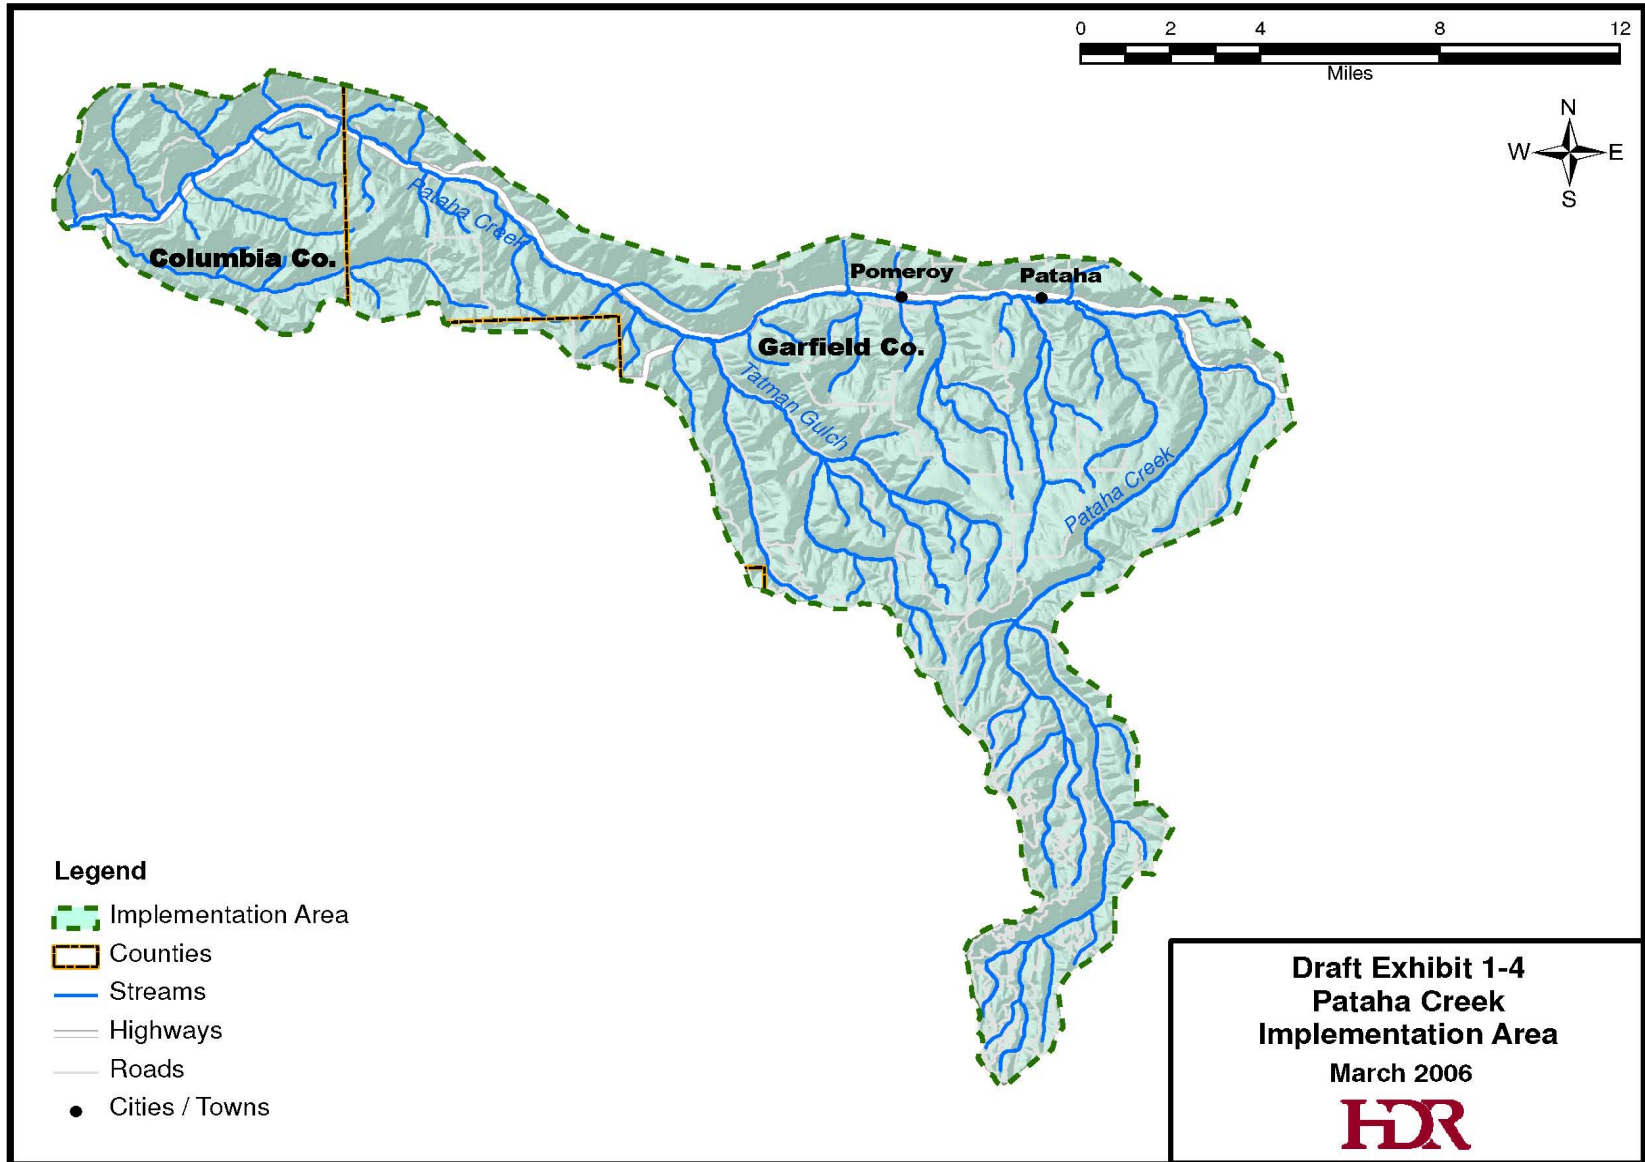 0 2 4 8 12
Miles
N
W E
S
Pataha Creek
Columbia Co.
Pomeroy
Pataha
Garfield Co.
Tatman Gulch
Pataha Creek
Legend
Implementation Area
Counties
Streams
Highways
Roads
Cities / Towns
Draft Exhibit 1-4
Pataha Creek
Implementation Area
March 2006
HDR